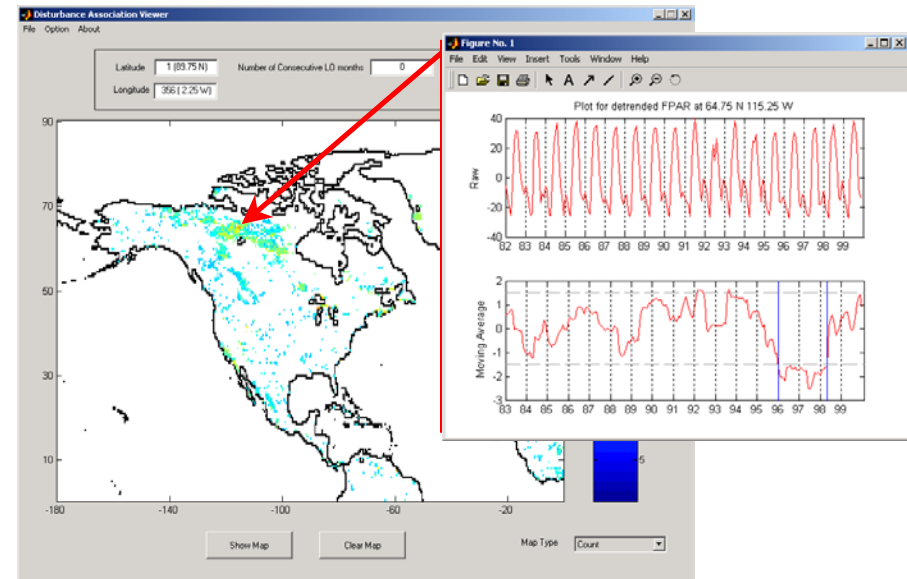 Disturbance Association Viewer
File Option About
Latitude 1 (89.75 N) Number of Consecutive LO months 0
Longitude 356 ( 2.25 W)
90
70
50
30
10
-180 -140 -100 -60 -20
5
Show Map Clear Map Map Type Count
Figure No. 1
File Edit View Insert Tools Window Help
A
Plot for detrended FPAR at 64.75 N 115.25 W
Raw
40
20
0
-20
-40
82 83 84 85 86 87 88 89 90 91 92 93 94 95 96 97 98 99
Moving Average
2
1
0
-1
-2
-3
83 84 85 86 87 88 89 90 91 92 93 94 95 96 97 98 99